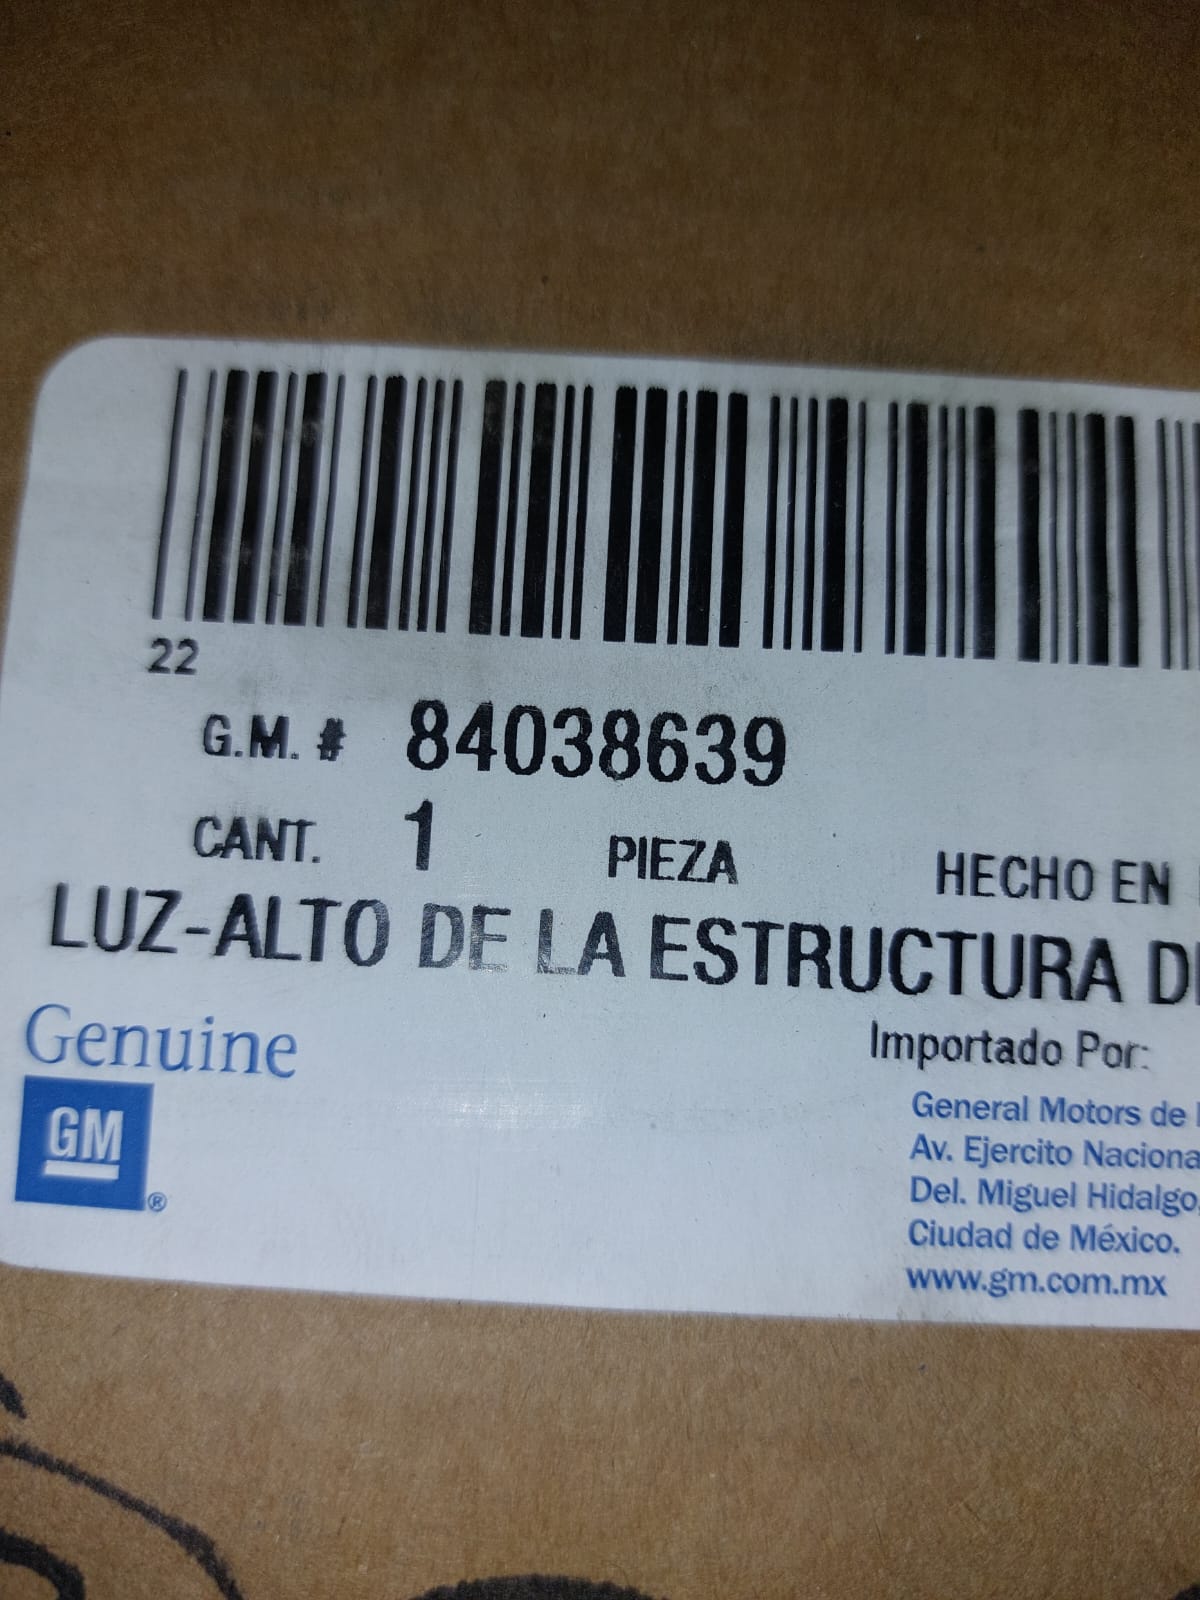 22
G.M. # 84038639
CANT. 1 PIEZA HECHO EN
LUZ-ALTO DE LA ESTRUCTURA
Genuine
GM®
Importado Por:
General Motors de
Av. Ejercito Naciona
Del. Miguel Hidalgo,
Ciudad de México.
www.gm.com.mx